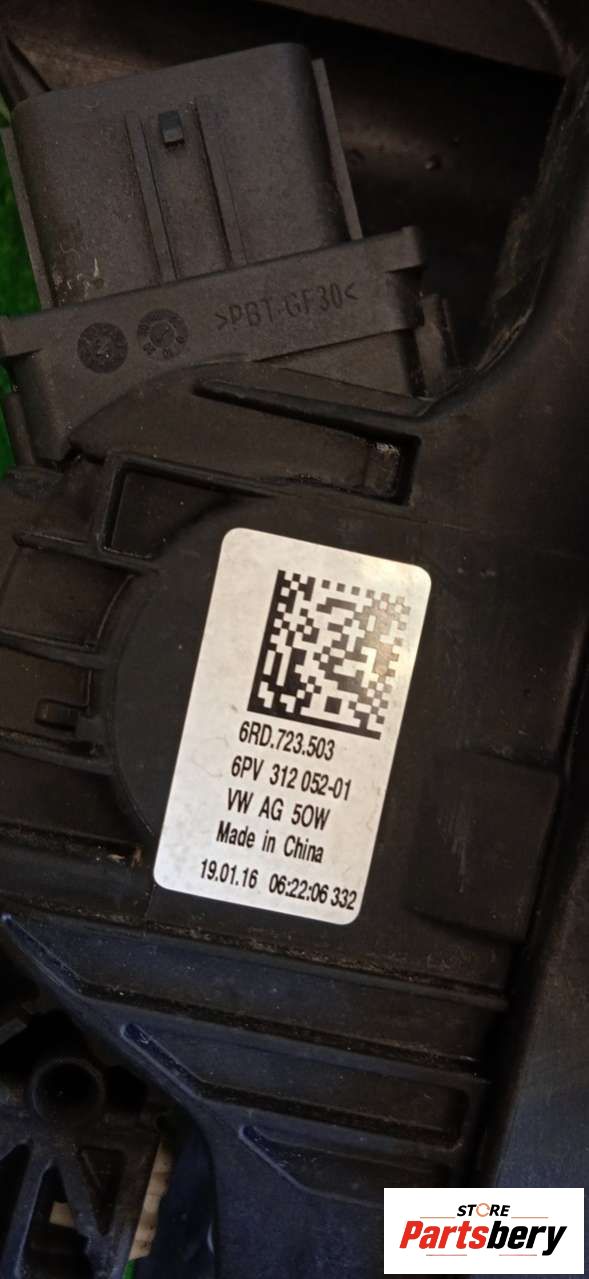 >PBT-GF30<
6RD.723.503
6PV 312 052-01
VW AG 5OW
Made in China
19.01.16 06:22:06 332
STORE
Partsbery